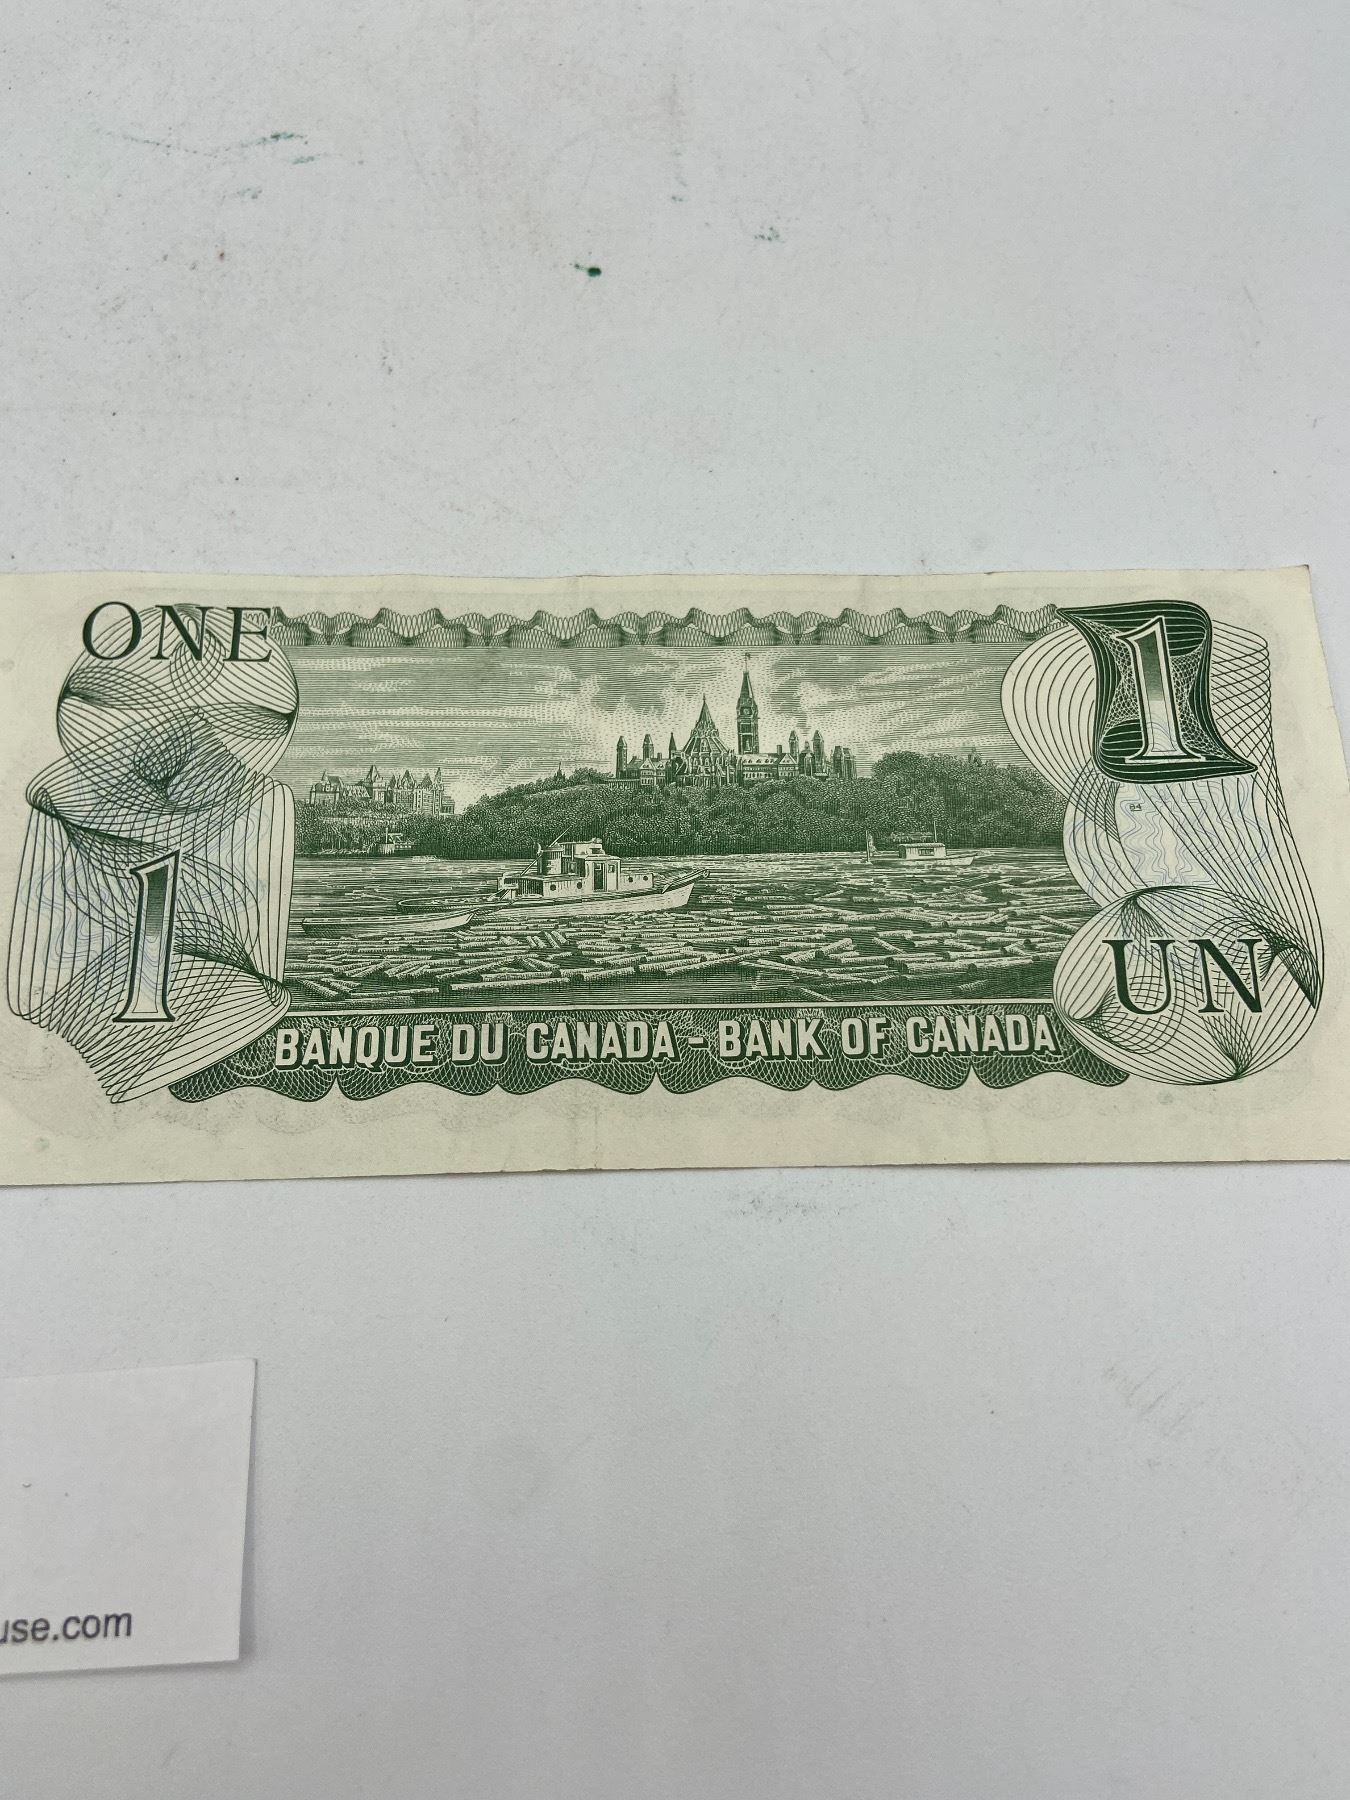 ONE
1
1
UN
BANQUE DU CANADA - BANK OF CANADA
use.com